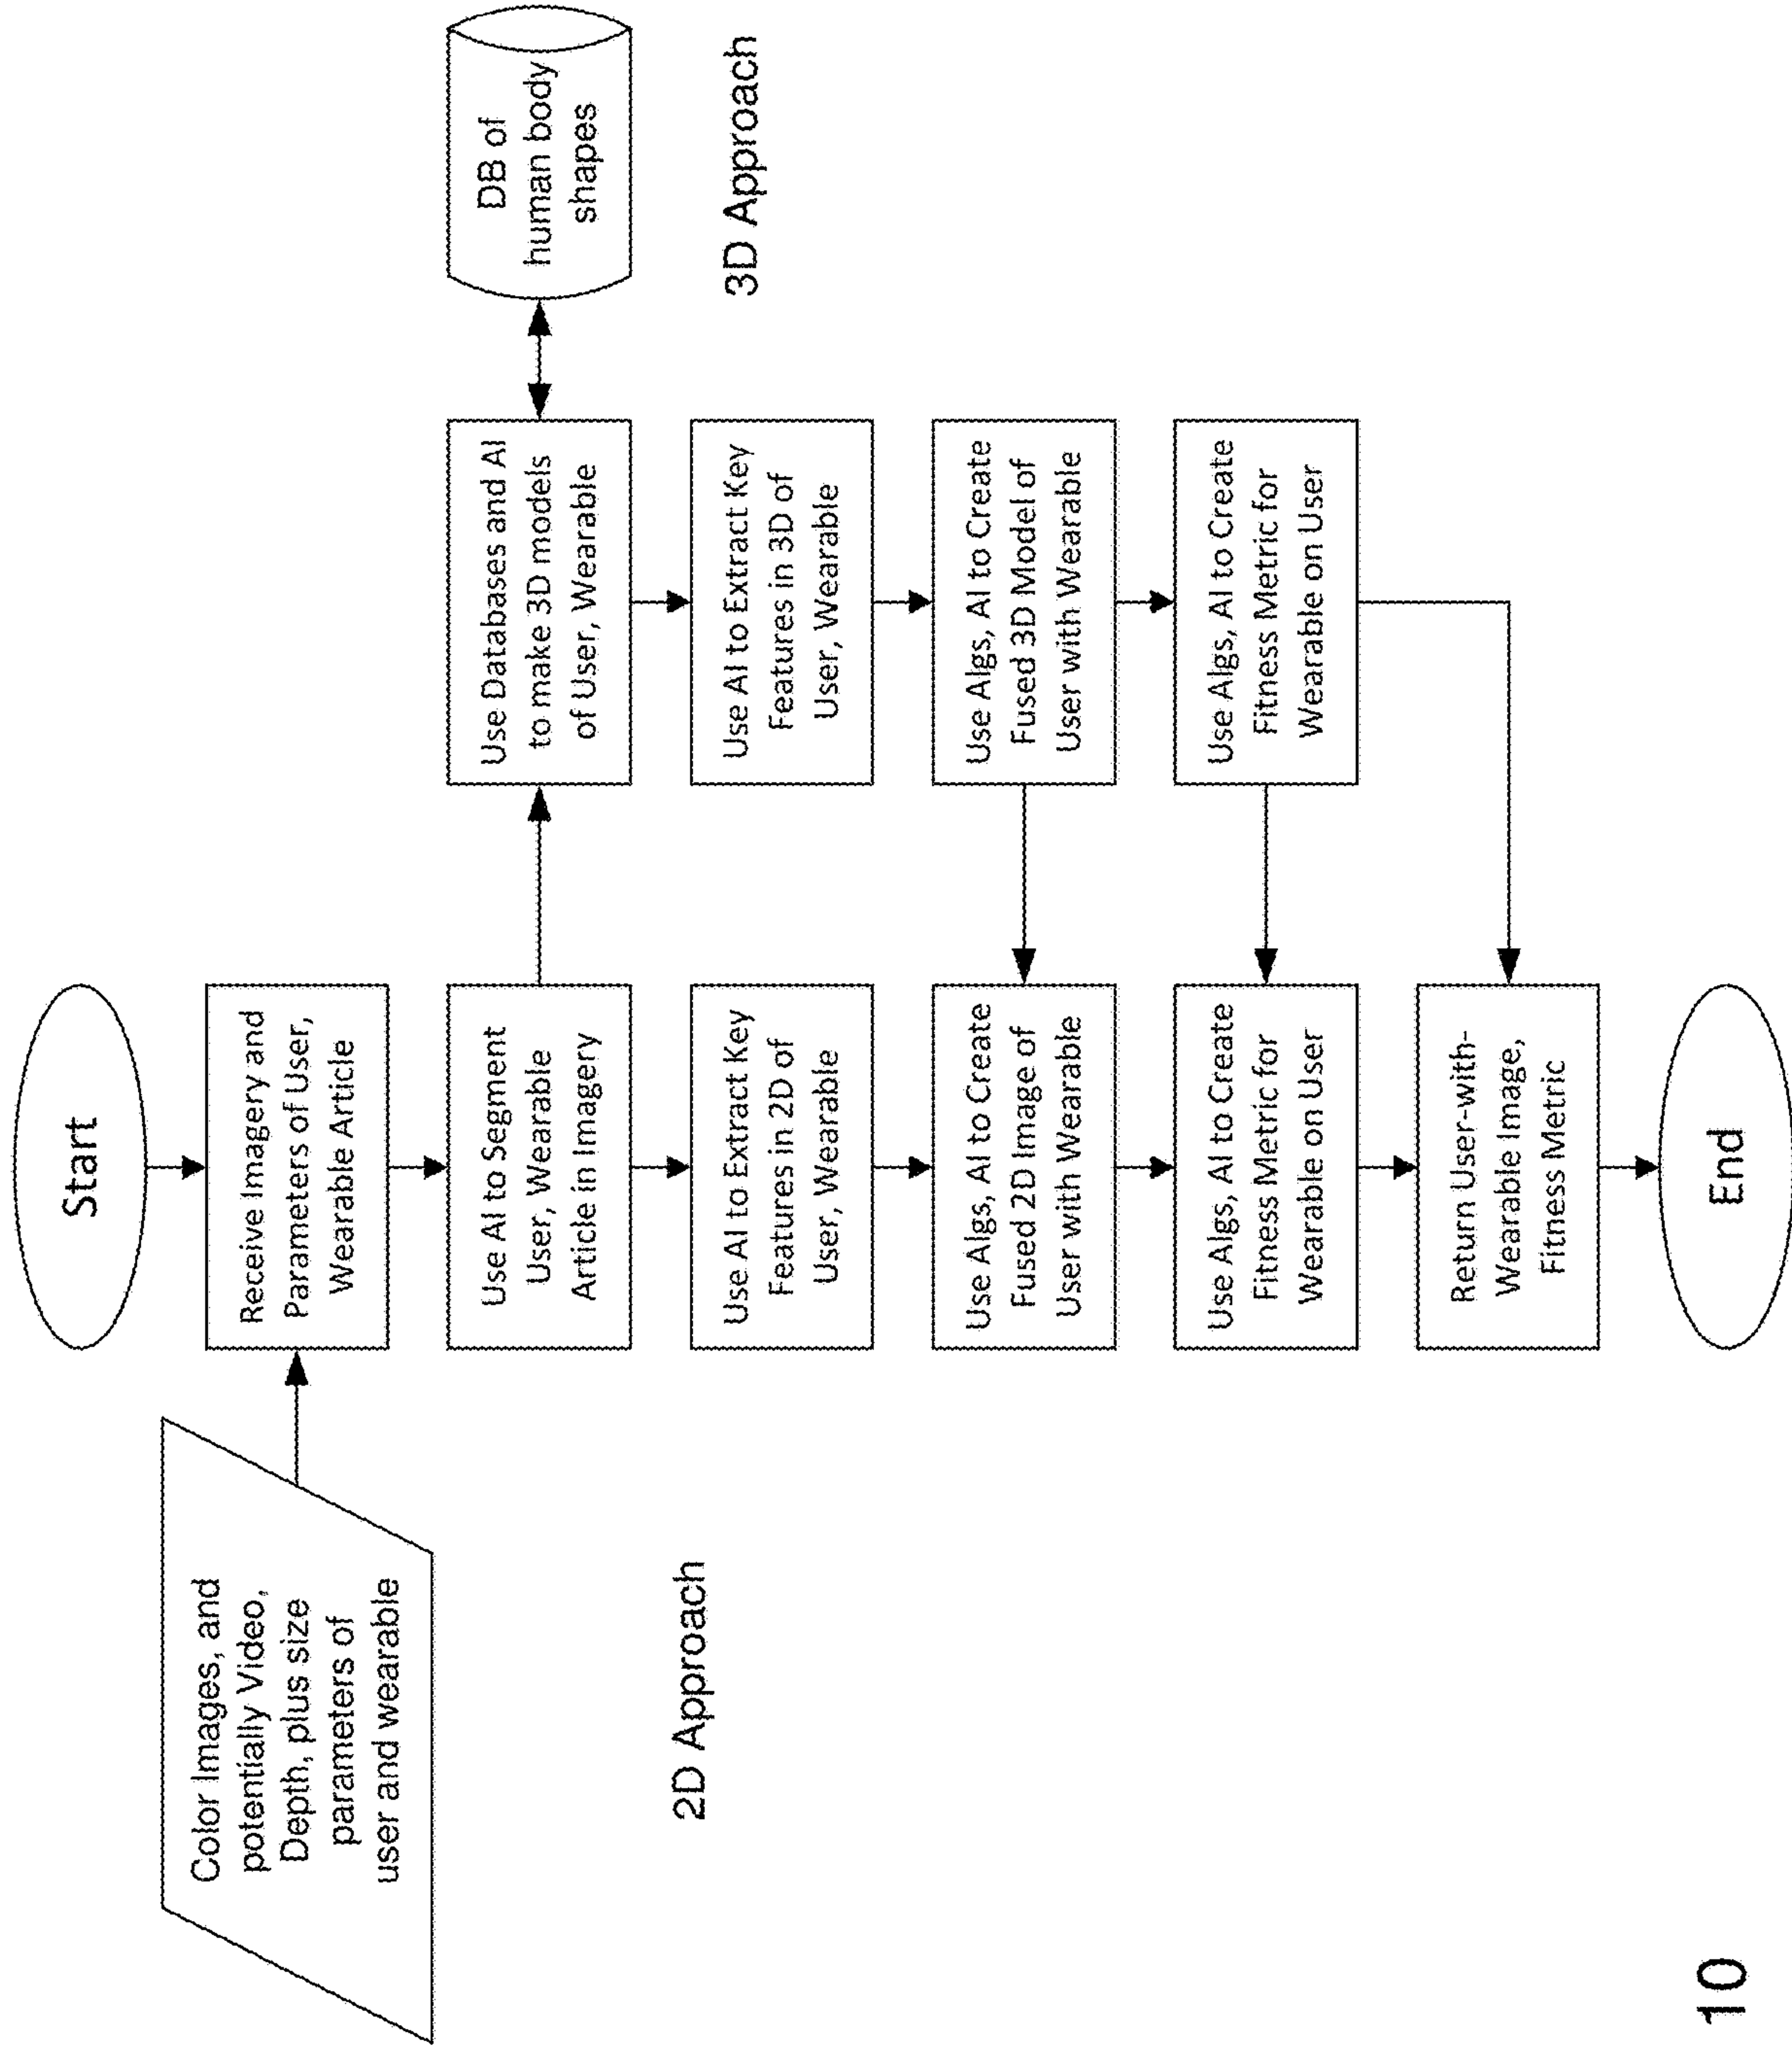 Start
Color Images, and
potentially Video,
Depth, plus size
parameters of
user and wearable
Receive Imagery and
Parameters of User,
Wearable Article
Use AI to Segment
User, Wearable
Article in Imagery
Use Databases and AI
to make 3D models
of User, Wearable
DB of
human body
shapes
2D Approach
3D Approach
Use AI to Extract Key
Features in 2D of
User, Wearable
Use AI to Extract Key
Features in 3D of
User, Wearable
Use Algs, AI to Create
Fused 2D Image of
User with Wearable
Use Algs, AI to Create
Fused 3D Model of
User with Wearable
Use Algs, AI to Create
Fitness Metric for
Wearable on User
Use Algs, AI to Create
Fitness Metric for
Wearable on User
Return User-with-
Wearable Image,
Fitness Metric
End
10